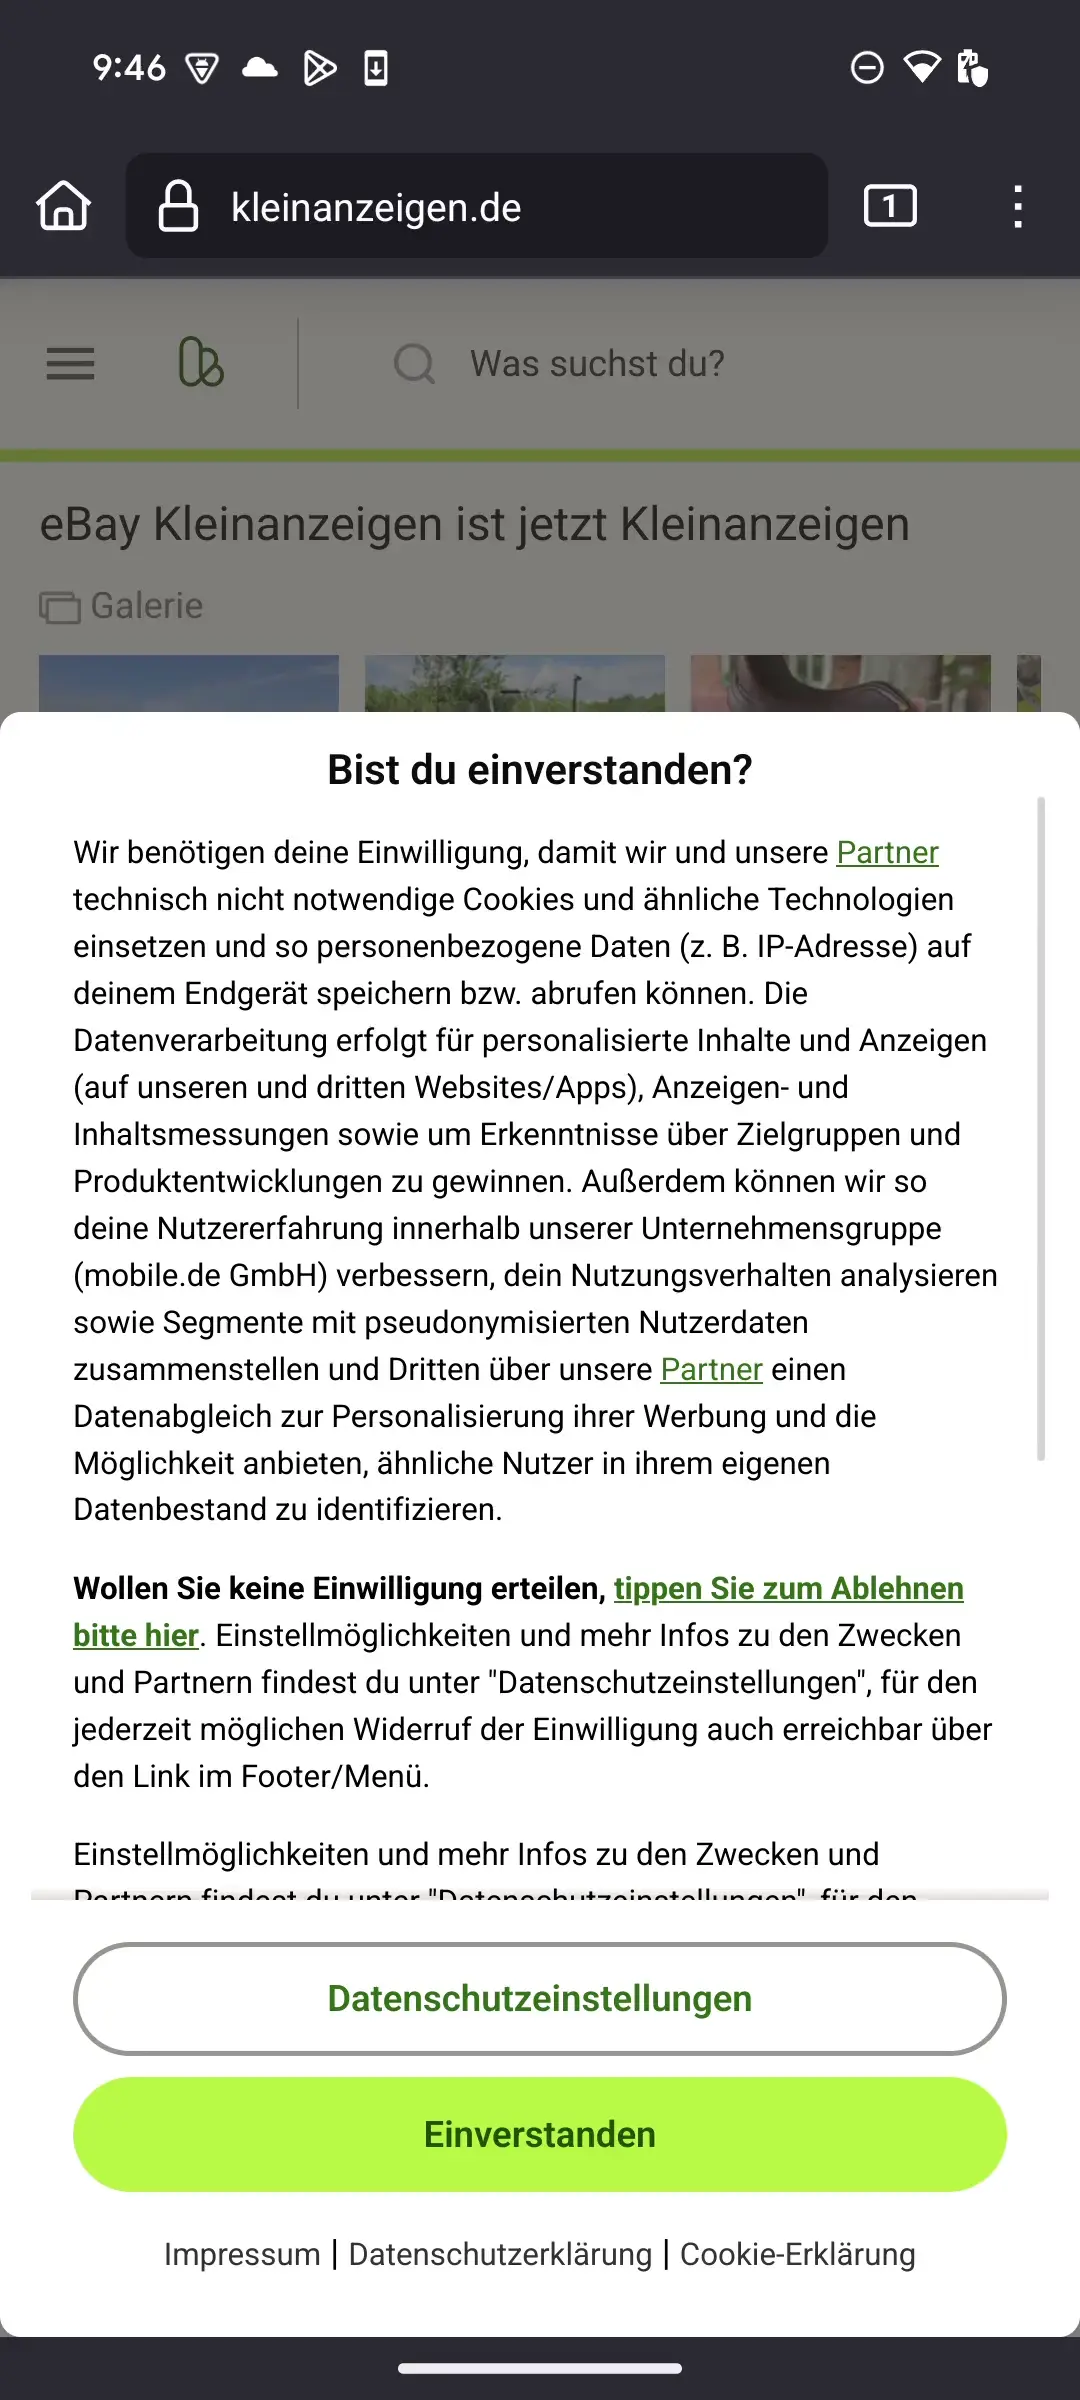 9:46
kleinanzeigen.de
1
Was suchst du?
eBay Kleinanzeigen ist jetzt Kleinanzeigen
Galerie
Bist du einverstanden?
Wir benötigen deine Einwilligung, damit wir und unsere Partner
technisch nicht notwendige Cookies und ähnliche Technologien
einsetzen und so personenbezogene Daten (z. B. IP-Adresse) auf
deinem Endgerät speichern bzw. abrufen können. Die
Datenverarbeitung erfolgt für personalisierte Inhalte und Anzeigen
(auf unseren und dritten Websites/Apps), Anzeigen- und
Inhaltsmessungen sowie um Erkenntnisse über Zielgruppen und
Produktentwicklungen zu gewinnen. Außerdem können wir so
deine Nutzererfahrung innerhalb unserer Unternehmensgruppe
(mobile.de GmbH) verbessern, dein Nutzungsverhalten analysieren
sowie Segmente mit pseudonymisierten Nutzerdaten
zusammenstellen und Dritten über unsere Partner einen
Datenabgleich zur Personalisierung ihrer Werbung und die
Möglichkeit anbieten, ähnliche Nutzer in ihrem eigenen
Datenbestand zu identifizieren.
Wollen Sie keine Einwilligung erteilen, tippen Sie zum Ablehnen
bitte hier. Einstellmöglichkeiten und mehr Infos zu den Zwecken
und Partnern findest du unter "Datenschutzeinstellungen", für den
jederzeit möglichen Widerruf der Einwilligung auch erreichbar über
den Link im Footer/Menü.
Einstellmöglichkeiten und mehr Infos zu den Zwecken und
Partnern findest du unter "Datenschutzeinstellungen", für den
Datenschutzeinstellungen
Einverstanden
Impressum | Datenschutzerklärung | Cookie-Erklärung